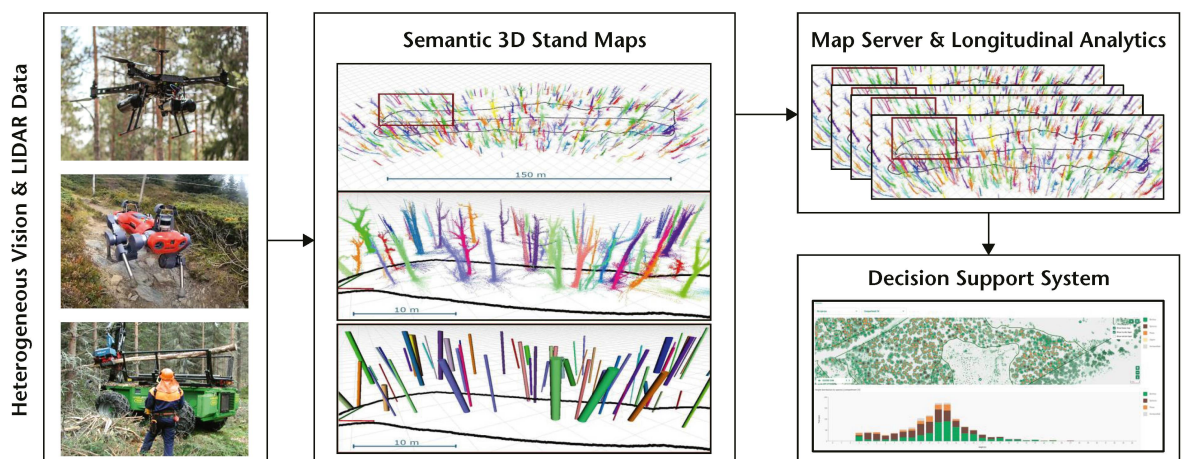 Heterogeneous Vision & LIDAR Data
Semantic 3D Stand Maps
150 m
10 m
10 m
Map Server & Longitudinal Analytics
Decision Support System